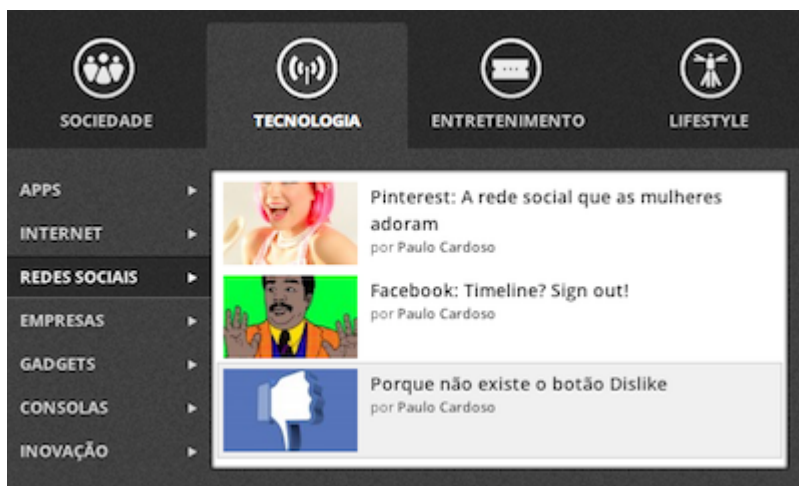 SOCIEDADE
TECNOLOGIA
ENTRETENIMENTO
LIFESTYLE
APPS
INTERNET
REDES SOCIAIS
EMPRESAS
GADGETS
CONSOLAS
INOVAÇÃO
Pinterest: A rede social que as mulheres
adoram
por Paulo Cardoso
Facebook: Timeline? Sign out!
por Paulo Cardoso
Porque não existe o botão Dislike
por Paulo Cardoso